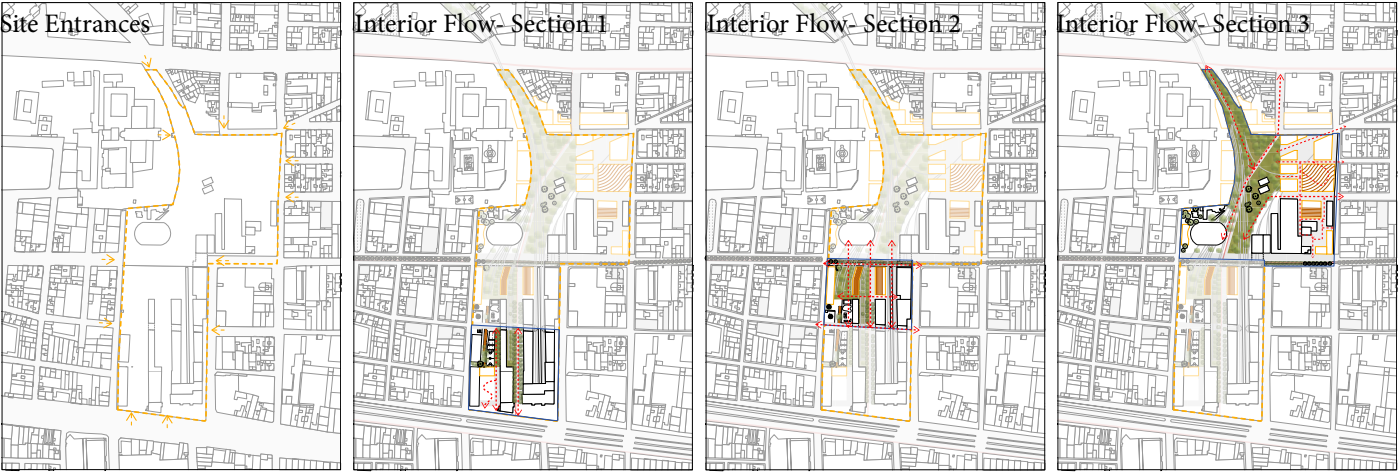 Site Entrances
Interior Flow- Section 1
Interior Flow- Section 2
Interior Flow- Section 3